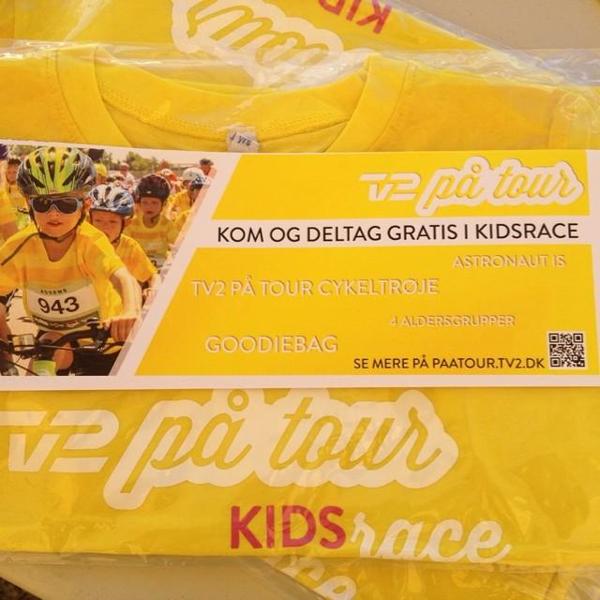 KIDS
TV2 på tour
KOM OG DELTAG GRATIS I KIDSRACE
ASTRONAUT IS
TV2 PÅ TOUR CYKELTRØJE
4 ALDERSGRUPPER
GOODIEBAG
SE MERE PÅ PAATOUR.TV2.DK
943
TV2 på tour
KIDSrace